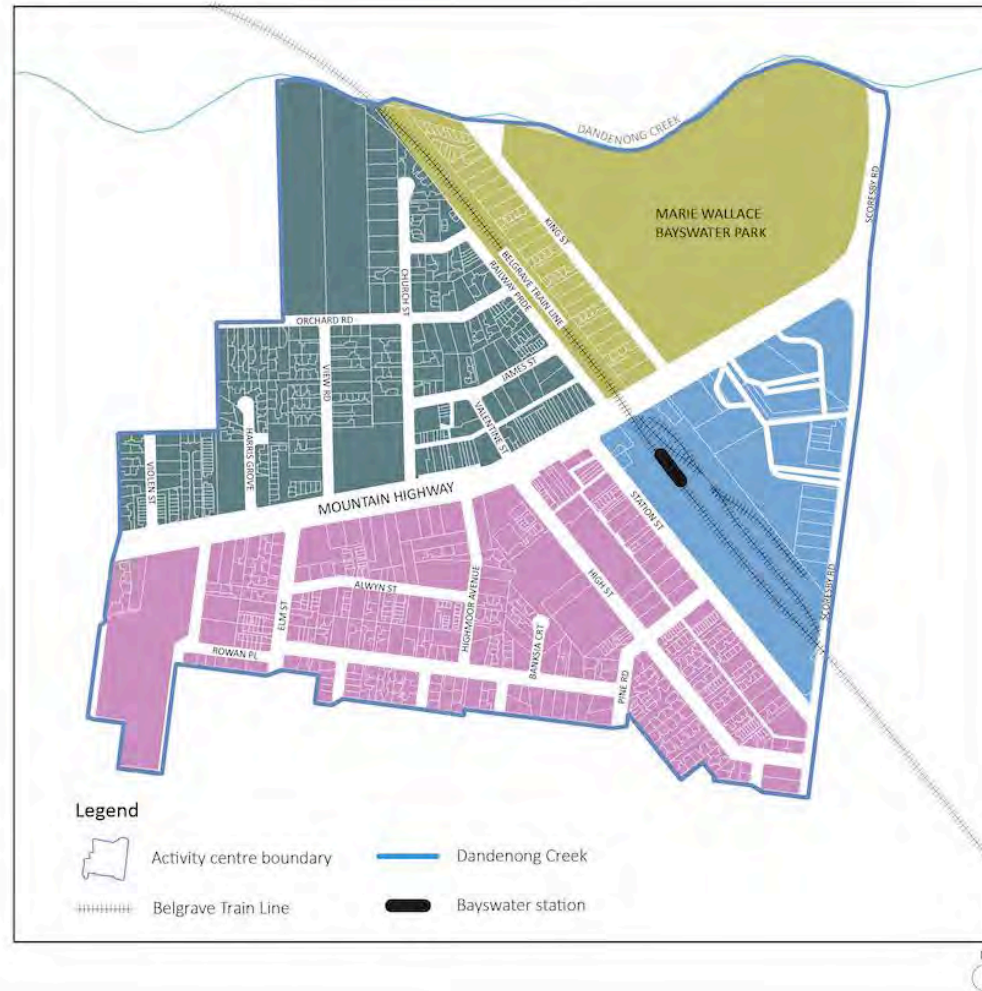 DANDENONG CREEK
MARIE WALLACE
BAYSWATER PARK
SCORESBY RD
KING ST
BELGRAVE TRAIN LINE
RAILWAY PRDE
CHURCH ST
ORCHARD RD
VIEW RD
JAMES ST
VALENTINE ST
HARRIS GROVE
VIOLEN ST
MOUNTAIN HIGHWAY
STATION ST
HIGH ST
SCORESBY RD
ELM ST
ALWYN ST
HIGHMOOR AVENUE
BANKSIA CRT
ROWAN PL
PINE RD
Legend
Activity centre boundary
Dandenong Creek
Belgrave Train Line
Bayswater station